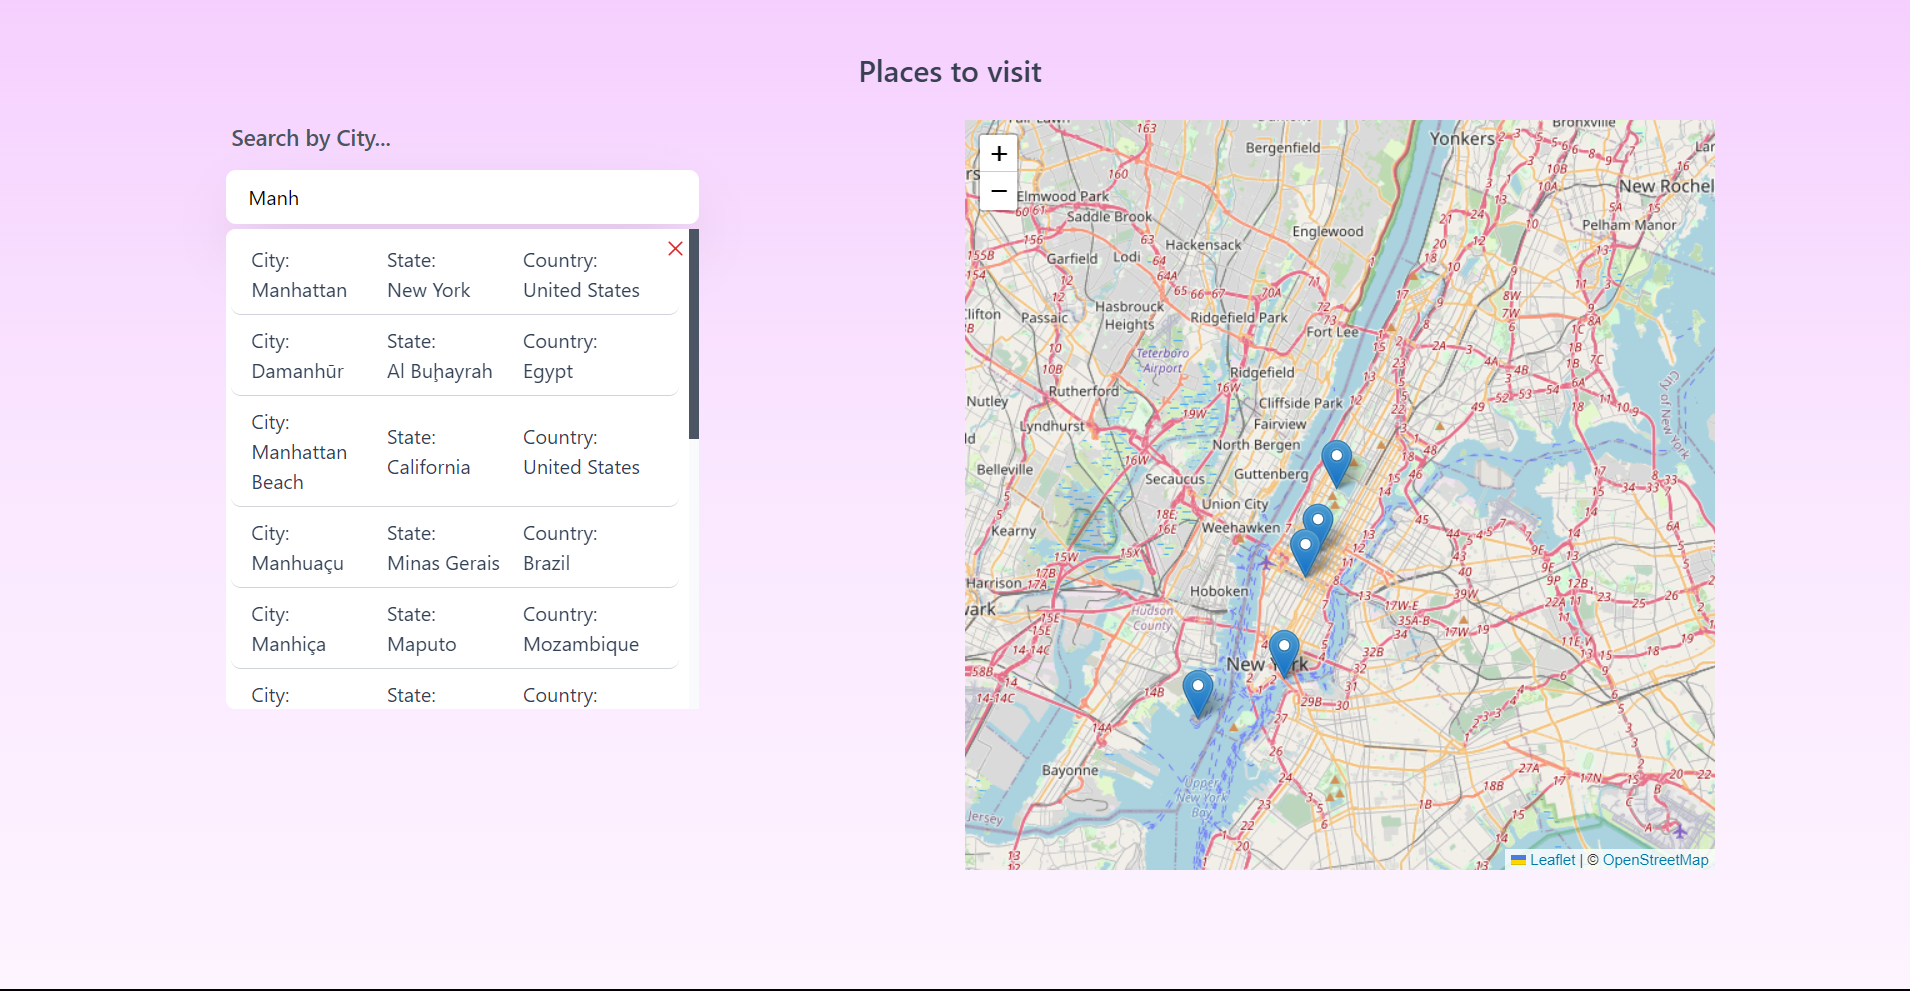 Places to visit
Search by City...
Manh
City: State: Country:
Manhattan New York United States
City: State: Country:
Damanhūr Al Buḩayrah Egypt
City:
Manhattan
Beach
State:
California
Country:
United States
City: State: Country:
Manhuaçu Minas Gerais Brazil
City: State: Country:
Manhiça Maputo Mozambique
City: State: Country:
+
−
Bronxville
Yonkers
Bergenfield
New Rochel
Elmwood Park
Saddle Brook
Pelham Manor
Englewood
Hackensack
Garfield
Lodi
Hasbrouck
Heights
Ridgefield Park
Passaic
Fort Lee
Teterboro
Airport
Ridgefield
Rutherford
Nutley
Cliffside Park
Fairview
Lyndhurst
North Bergen
City of New York
Belleville
Secaucus
Guttenberg
Union City
Weehawken
Kearny
Harrison
Hoboken
Hudson
County
New York
Bayonne
Upper
New York
Bay
Jersey
Leaflet | © OpenStreetMap